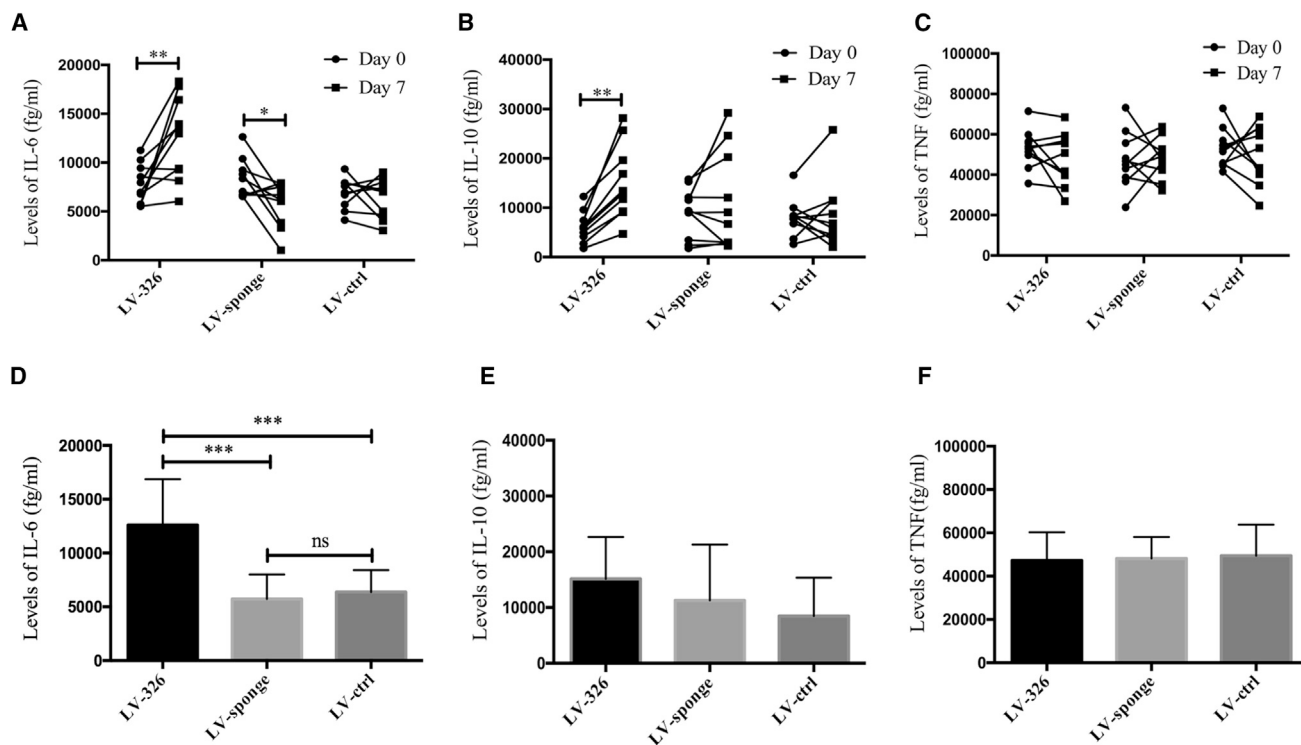 A
Levels of IL-6 (fg/ml)
20000
15000
10000
5000
0
**
*
Day 0
Day 7
LV-326
LV-sponge
LV-ctrl
B
Levels of IL-10 (fg/ml)
40000
30000
20000
10000
0
**
Day 0
Day 7
LV-326
LV-sponge
LV-ctrl
C
Levels of TNF (fg/ml)
100000
80000
60000
40000
20000
0
Day 0
Day 7
LV-326
LV-sponge
LV-ctrl
D
Levels of IL-6 (fg/ml)
20000
15000
10000
5000
0
***
***
ns
LV-326
LV-sponge
LV-ctrl
E
Levels of IL-10 (fg/ml)
40000
30000
20000
10000
0
LV-326
LV-sponge
LV-ctrl
F
Levels of TNF(fg/ml)
100000
80000
60000
40000
20000
0
LV-326
LV-sponge
LV-ctrl